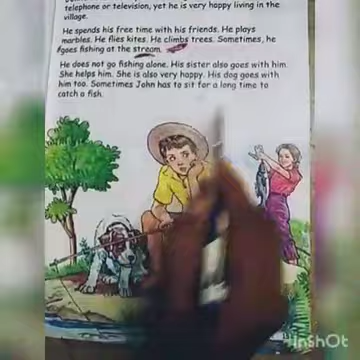 telephone or television, yet he is very happy living in the
village.
He spends his free time with his friends. He plays
marbles. He flies kites. He climbs trees. Sometimes, he
goes fishing at the stream.
He does not go fishing alone. His sister also goes with him.
She helps him. She is also very happy. His dog goes with
him too. Sometimes John has to sit for a long time to
catch a fish.
InShOt